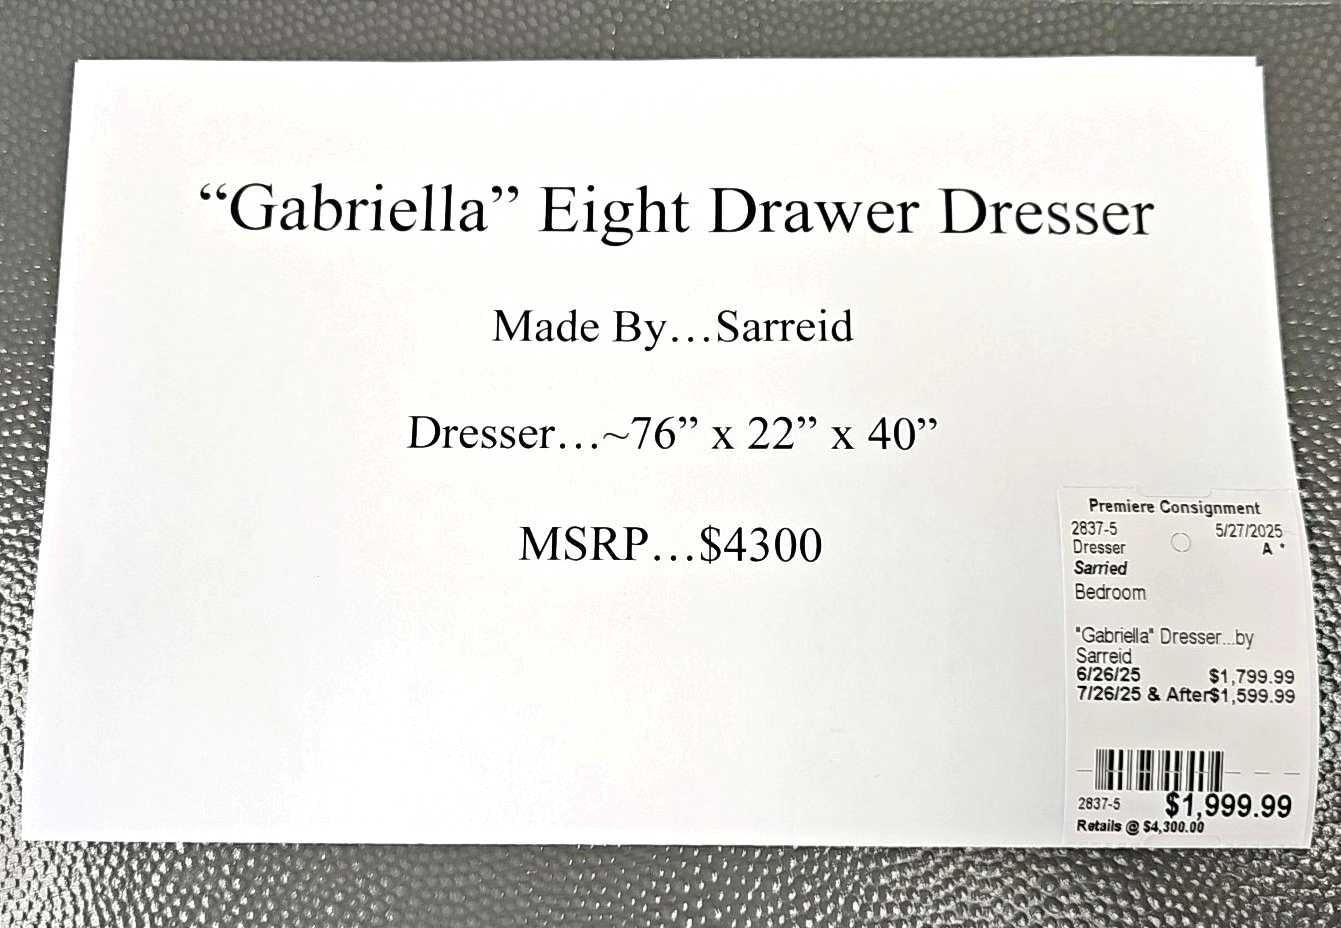 “Gabriella” Eight Drawer Dresser
Made By…Sarreid
Dresser…~76” x 22” x 40”
MSRP…$4300
Premiere Consignment
2837-5 5/27/2025
Dresser A *
Sarried
Bedroom
"Gabriella" Dresser...by
Sarreid
6/26/25 $1,799.99
7/26/25 & After$1,599.99
2837-5 $1,999.99
Retails @ $4,300.00